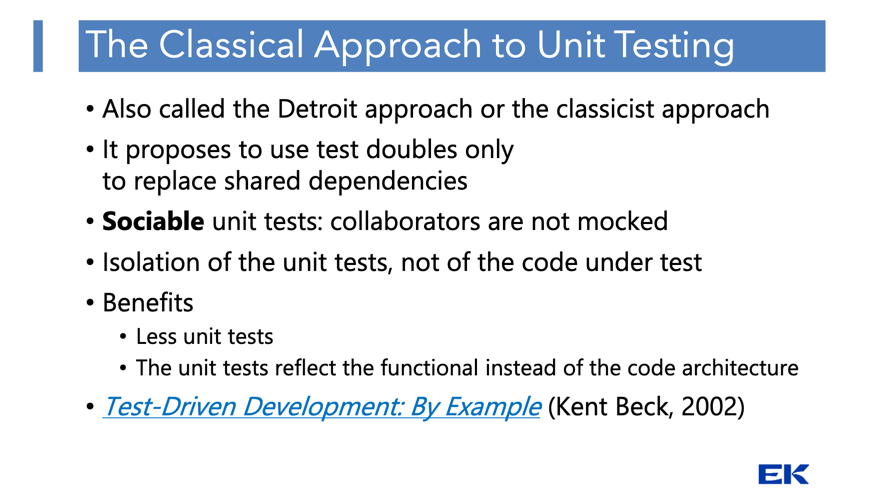 The Classical Approach to Unit Testing
• Also called the Detroit approach or the classicist approach
• It proposes to use test doubles only
to replace shared dependencies
• Sociable unit tests: collaborators are not mocked
• Isolation of the unit tests, not of the code under test
• Benefits
• Less unit tests
• The unit tests reflect the functional instead of the code architecture
• Test-Driven Development: By Example (Kent Beck, 2002)
EK